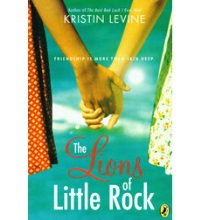 Author of The Best Bad Luck I Ever Had
KRISTIN LEVINE
FRIENDSHIP IS MORE THAN SKIN DEEP.
The
Lions
of
Little Rock